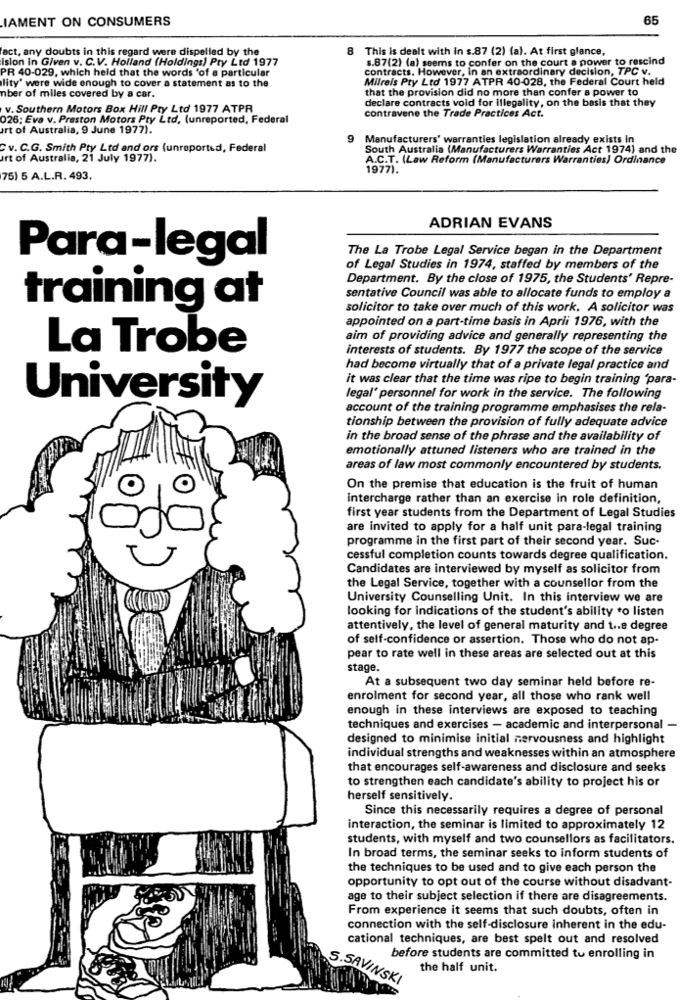 LIAMENT ON CONSUMERS
65
fact, any doubts in this regard were dispelled by the
cision in Given v. C.V. Holland (Holdings) Pty Ltd 1977
TPR 40-029, which held that the words 'of a particular
ality' were wide enough to cover a statement as to the
mber of miles covered by a car.
v. Southern Motors Box Hill Pty Ltd 1977 ATPR
026; Eva v. Preston Motors Pty Ltd, (unreported, Federal
urt of Australia, 9 June 1977).
C v. C.G. Smith Pty Ltd and ors (unreported, Federal
urt of Australia, 21 July 1977).
75) 5 A.L.R. 493.
8 This is dealt with in s.87 (2) (a). At first glance,
s.87(2) (a) seems to confer on the court a power to rescind
contracts. However, in an extraordinary decision, TPC v.
Milreis Pty Ltd 1977 ATPR 40-028, the Federal Court held
that the provision did no more than confer a power to
declare contracts void for illegality, on the basis that they
contravene the Trade Practices Act.
9 Manufacturers' warranties legislation already exists in
South Australia (Manufacturers Warranties Act 1974) and the
A.C.T. (Law Reform (Manufacturers Warranties) Ordinance
1977).
Para-legal
training at
La Trobe
University
S. SAVINSKI
ADRIAN EVANS
The La Trobe Legal Service began in the Department
of Legal Studies in 1974, staffed by members of the
Department. By the close of 1975, the Students' Repre-
sentative Council was able to allocate funds to employ a
solicitor to take over much of this work. A solicitor was
appointed on a part-time basis in April 1976, with the
aim of providing advice and generally representing the
interests of students. By 1977 the scope of the service
had become virtually that of a private legal practice and
it was clear that the time was ripe to begin training 'para-
legal' personnel for work in the service. The following
account of the training programme emphasises the rela-
tionship between the provision of fully adequate advice
in the broad sense of the phrase and the availability of
emotionally attuned listeners who are trained in the
areas of law most commonly encountered by students.
On the premise that education is the fruit of human
intercharge rather than an exercise in role definition,
first year students from the Department of Legal Studies
are invited to apply for a half unit para-legal training
programme in the first part of their second year. Suc-
cessful completion counts towards degree qualification.
Candidates are interviewed by myself as solicitor from
the Legal Service, together with a counsellor from the
University Counselling Unit. In this interview we are
looking for indications of the student's ability to listen
attentively, the level of general maturity and the degree
of self-confidence or assertion. Those who do not ap-
pear to rate well in these areas are selected out at this
stage.
At a subsequent two day seminar held before re-
enrolment for second year, all those who rank well
enough in these interviews are exposed to teaching
techniques and exercises — academic and interpersonal —
designed to minimise initial nervousness and highlight
individual strengths and weaknesses within an atmosphere
that encourages self-awareness and disclosure and seeks
to strengthen each candidate's ability to project his or
herself sensitively.
Since this necessarily requires a degree of personal
interaction, the seminar is limited to approximately 12
students, with myself and two counsellors as facilitators.
In broad terms, the seminar seeks to inform students of
the techniques to be used and to give each person the
opportunity to opt out of the course without disadvant-
age to their subject selection if there are disagreements.
From experience it seems that such doubts, often in
connection with the self-disclosure inherent in the edu-
cational techniques, are best spelt out and resolved
before students are committed to enrolling in
the half unit.